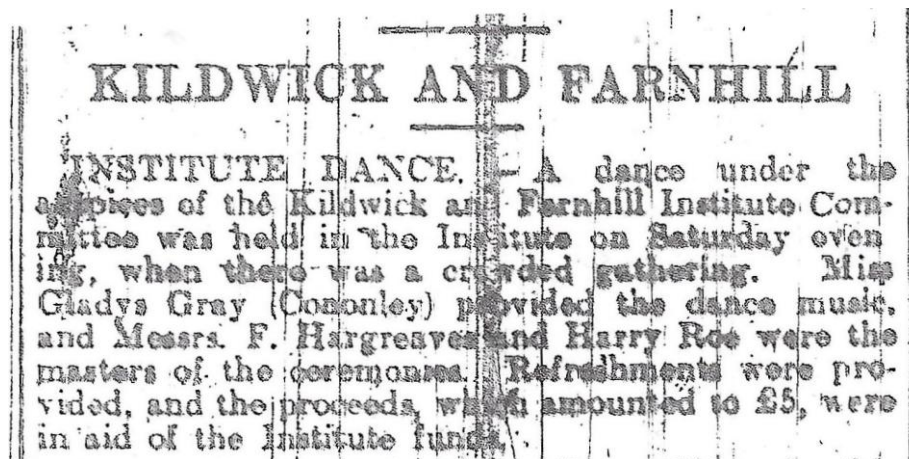 KILDWICK AND FARNHILL
INSTITUTE DANCE. — A dance under the
auspices of the Kildwick and Farnhill Institute Com-
mittee was held in the Institute on Saturday even
ing, when there was a crowded gathering. Miss
Gladys Gray (Cononley) provided the dance music,
and Messrs. F. Hargreaves and Harry Roe were the
masters of the ceremonies. Refreshments were pro-
vided, and the proceeds, which amounted to £5, were
in aid of the Institute funds.